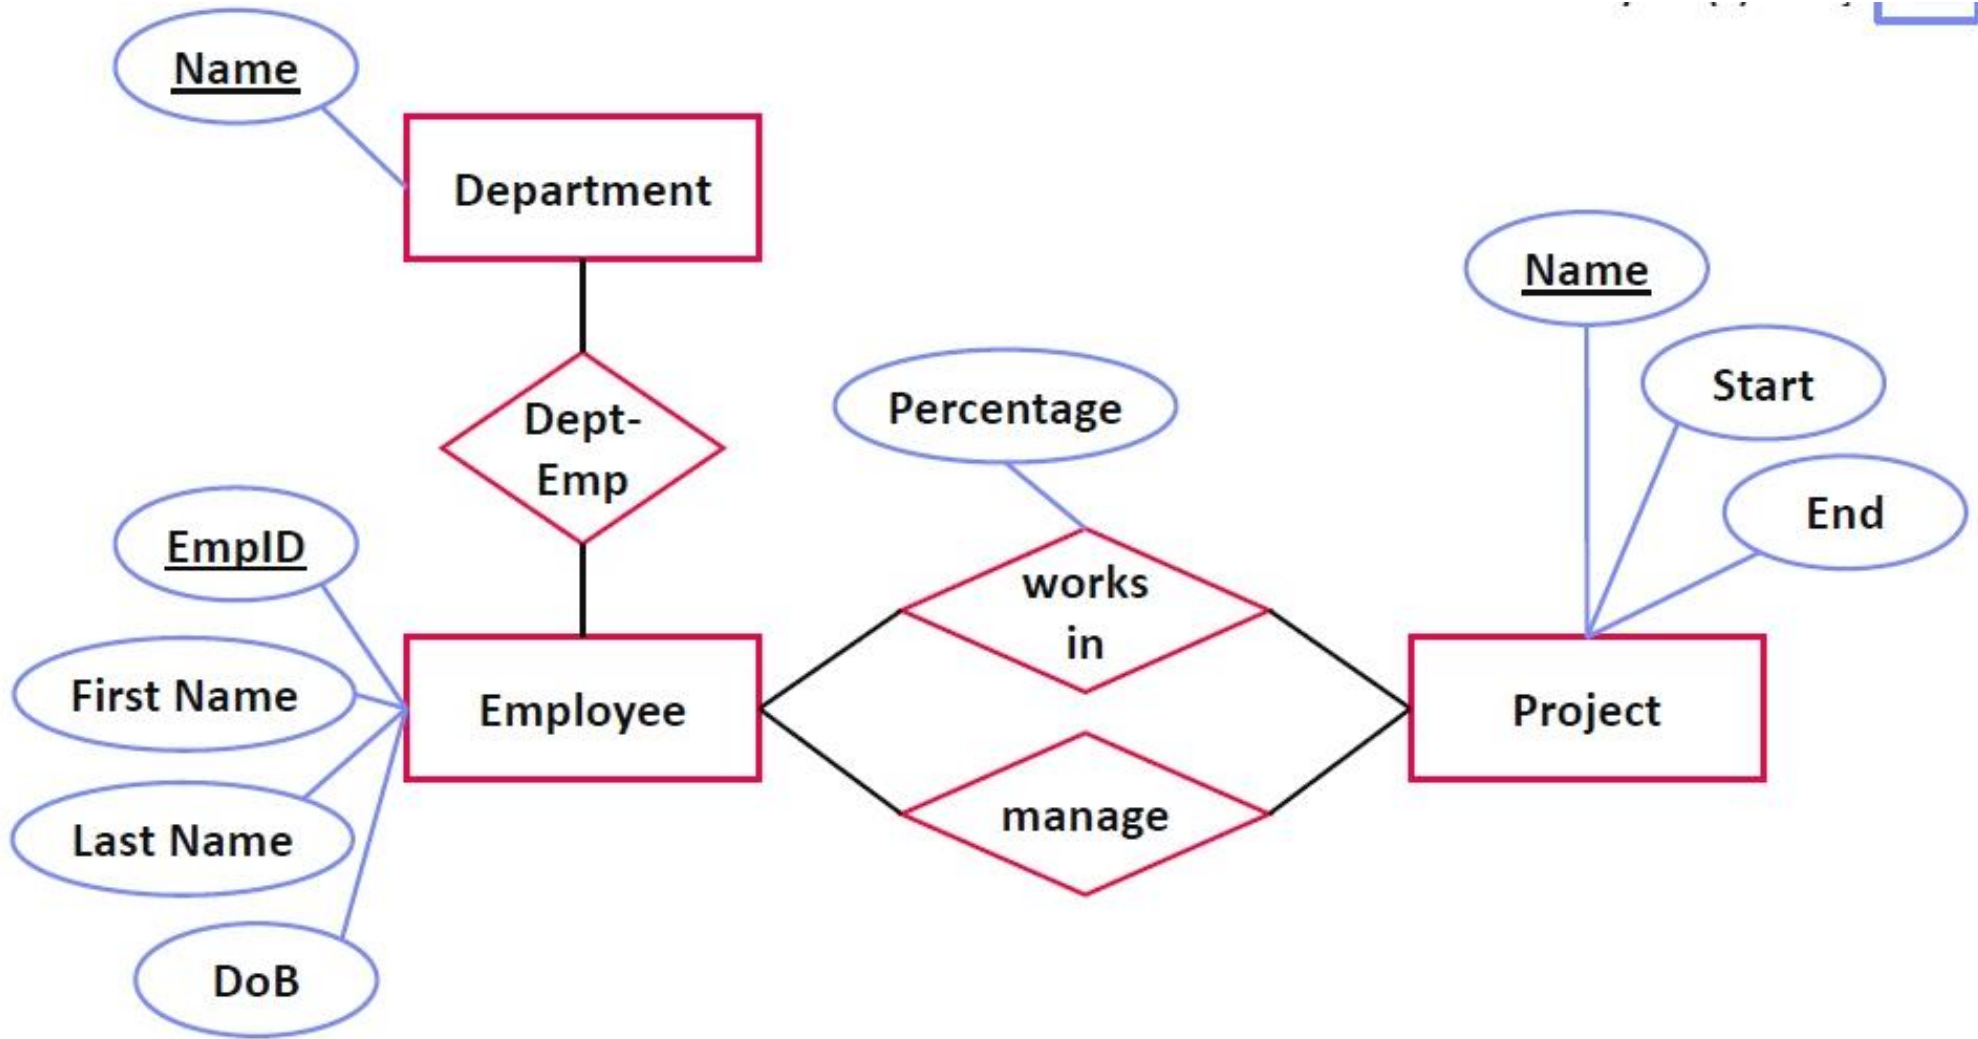 Name
Department
Name
Start
Dept-
Emp
Percentage
End
EmpID
works
in
First Name
Employee
Project
manage
Last Name
DoB